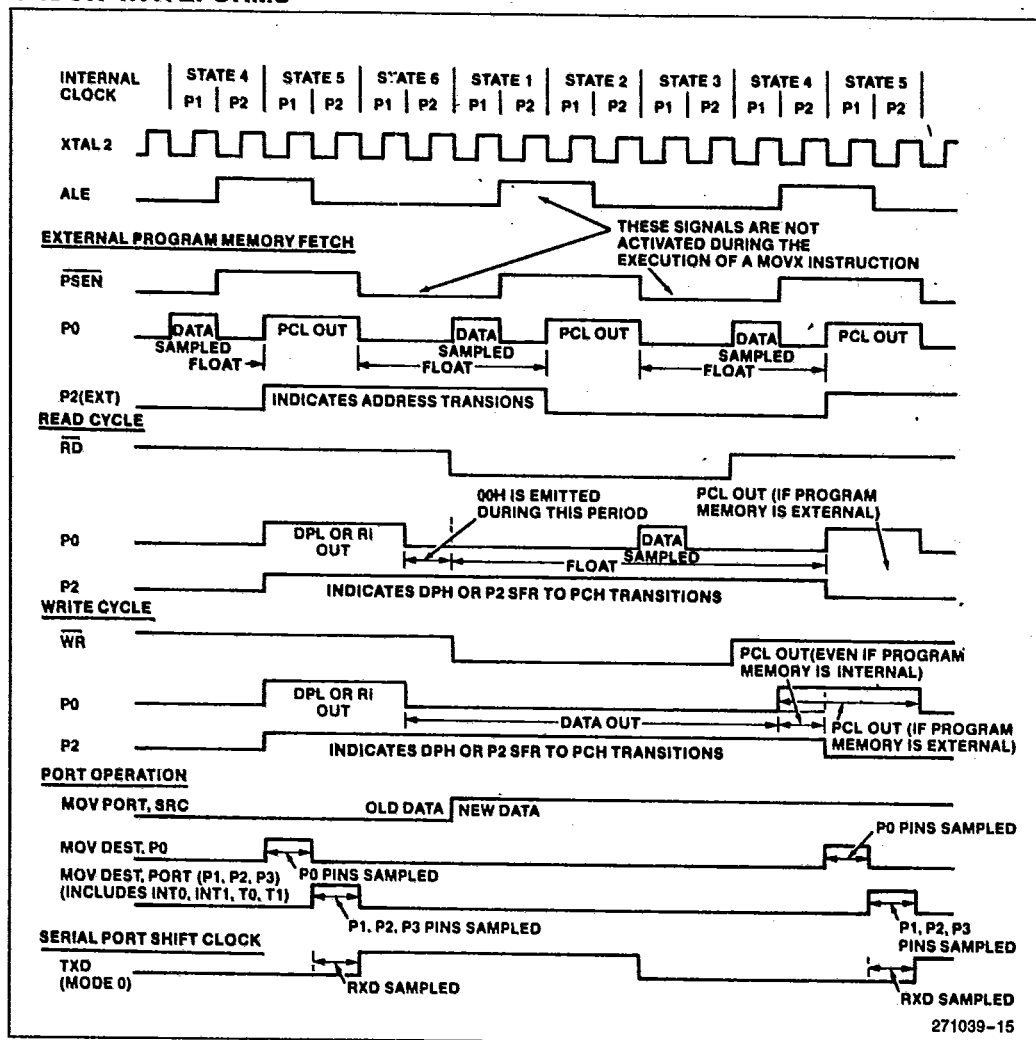 INTERNAL CLOCK STATE 4 STATE 5 STATE 6 STATE 1 STATE 2 STATE 3 STATE 4 STATE 5
P1 P2 P1 P2 P1 P2 P1 P2 P1 P2 P1 P2 P1 P2 P1 P2
XTAL 2
ALE
THESE SIGNALS ARE NOT
ACTIVATED DURING THE
EXECUTION OF A MOVX INSTRUCTION
EXTERNAL PROGRAM MEMORY FETCH
PSEN
P0 DATA PCL OUT DATA PCL OUT DATA PCL OUT
SAMPLED SAMPLED SAMPLED
FLOAT FLOAT FLOAT
P2(EXT) INDICATES ADDRESS TRANSIONS
READ CYCLE
RD
00H IS EMITTED
DURING THIS PERIOD
PCL OUT (IF PROGRAM
MEMORY IS EXTERNAL)
P0 DPL OR RI
OUT
DATA
SAMPLED
FLOAT
P2 INDICATES DPH OR P2 SFR TO PCH TRANSITIONS
WRITE CYCLE
WR
PCL OUT(EVEN IF PROGRAM
MEMORY IS INTERNAL)
P0 DPL OR RI
OUT
DATA OUT
PCL OUT (IF PROGRAM
MEMORY IS EXTERNAL)
P2 INDICATES DPH OR P2 SFR TO PCH TRANSITIONS
PORT OPERATION
MOV PORT, SRC OLD DATA NEW DATA
P0 PINS SAMPLED
MOV DEST, P0
P0 PINS SAMPLED
MOV DEST, PORT (P1, P2, P3)
(INCLUDES INT0, INT1, T0, T1)
P1, P2, P3 PINS SAMPLED
P1, P2, P3
PINS SAMPLED
SERIAL PORT SHIFT CLOCK
TXD
(MODE 0)
RXD SAMPLED
RXD SAMPLED
271039-15